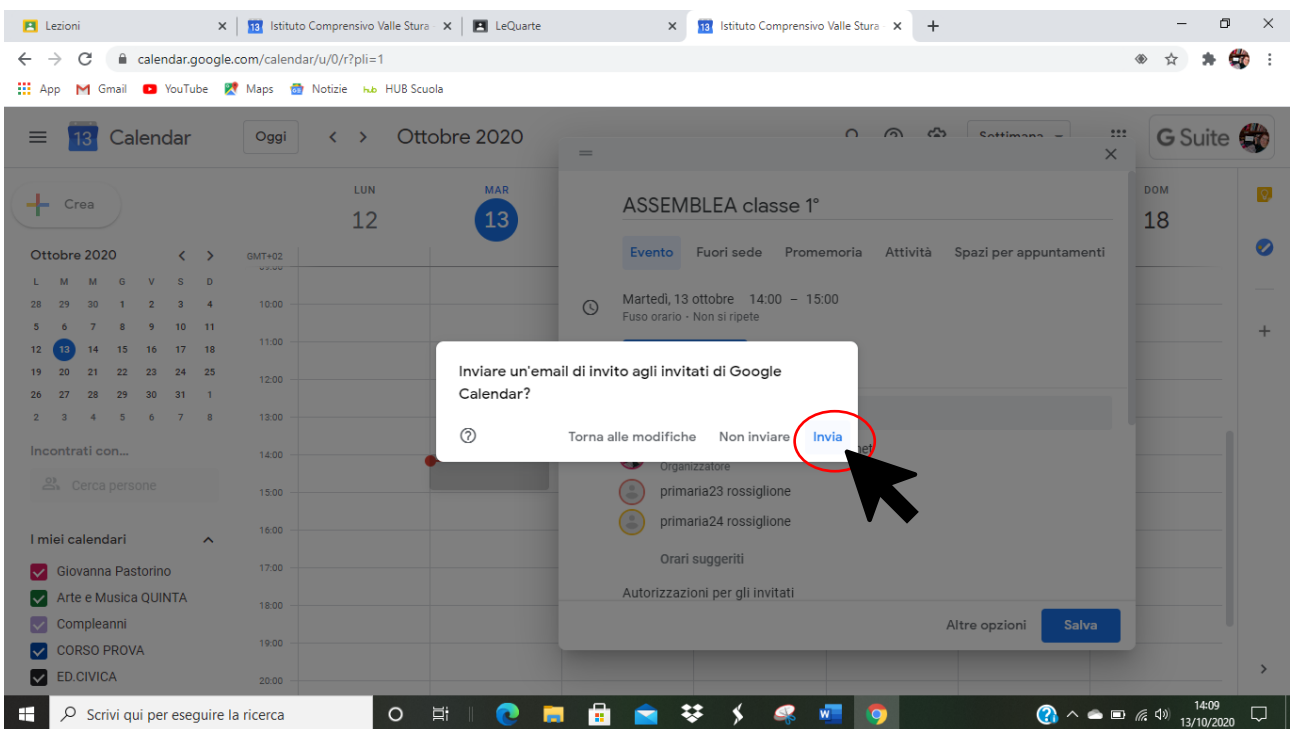 Lezioni
13 Istituto Comprensivo Valle Stura
LeQuarte
13 Istituto Comprensivo Valle Stura
calendar.google.com/calendar/u/0/r?pli=1
App Gmail YouTube Maps Notizie hub HUB Scuola
13 Calendar Oggi Ottobre 2020 Settimana G Suite
Crea
LUN 12
MAR 13
DOM 18
Ottobre 2020
L M M G V S D
28 29 30 1 2 3 4
5 6 7 8 9 10 11
12 13 14 15 16 17 18
19 20 21 22 23 24 25
26 27 28 29 30 31 1
2 3 4 5 6 7 8
Incontrati con...
Cerca persone
I miei calendari
Giovanna Pastorino
Arte e Musica QUINTA
Compleanni
CORSO PROVA
ED.CIVICA
GMT+02
09:00
10:00
11:00
12:00
13:00
14:00
15:00
16:00
17:00
18:00
19:00
20:00
ASSEMBLEA classe 1°
Evento Fuori sede Promemoria Attività Spazi per appuntamenti
Martedì, 13 ottobre 14:00 – 15:00
Fuso orario - Non si ripete
Inviare un'email di invito agli invitati di Google
Calendar?
Torna alle modifiche Non inviare Invia
net
Organizzatore
primaria23 rossiglione
primaria24 rossiglione
Orari suggeriti
Autorizzazioni per gli invitati
Altre opzioni Salva
Scrivi qui per eseguire la ricerca
14:09
13/10/2020